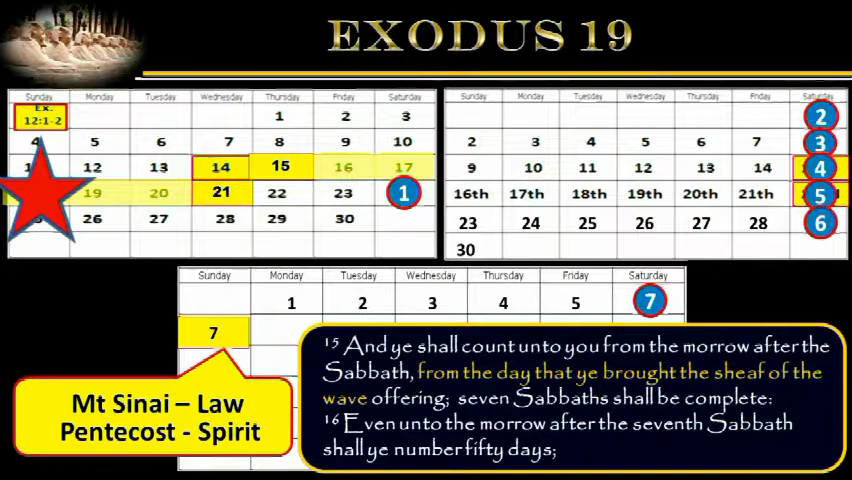 EXODUS 19
Sunday Monday Tuesday Wednesday Thursday Friday Saturday
Ex. 12:1-2 1 2 3
4 5 6 7 8 9 10
12 13 14 15 16 17
19 20 21 22 23 1
26 27 28 29 30
Sunday Monday Tuesday Wednesday Thursday Friday Saturday
2
2 3 4 5 6 7 3
9 10 11 12 13 14 4
16th 17th 18th 19th 20th 21th 5
23 24 25 26 27 28 6
30
Sunday Monday Tuesday Wednesday Thursday Friday Saturday
1 2 3 4 5 7
7
Mt Sinai – Law
Pentecost - Spirit
15 And ye shall count unto you from the morrow after the
Sabbath, from the day that ye brought the sheaf of the
wave offering; seven Sabbaths shall be complete:
16 Even unto the morrow after the seventh Sabbath
shall ye number fifty days;